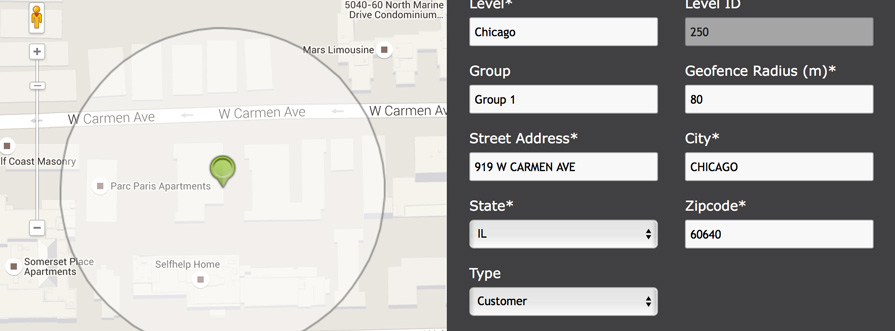 5040-60 North Marine
Drive Condominium...
Mars Limousine
W Carmen Ave
W Carmen Ave
W Carmen Av
lf Coast Masonry
Parc Paris Apartments
Somerset Place
Apartments
Selfhelp Home
Level*
Level ID
Chicago
250
Group
Geofence Radius (m)*
Group 1
80
Street Address*
City*
919 W CARMEN AVE
CHICAGO
State*
Zipcode*
IL
60640
Type
Customer